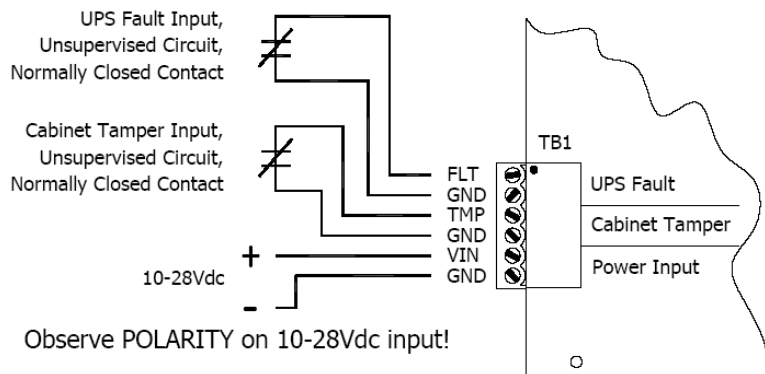 UPS Fault Input,
Unsupervised Circuit,
Normally Closed Contact
Cabinet Tamper Input,
Unsupervised Circuit,
Normally Closed Contact
+
10-28Vdc
-
TB1
FLT
GND
TMP
GND
VIN
GND
UPS Fault
Cabinet Tamper
Power Input
Observe POLARITY on 10-28Vdc input!